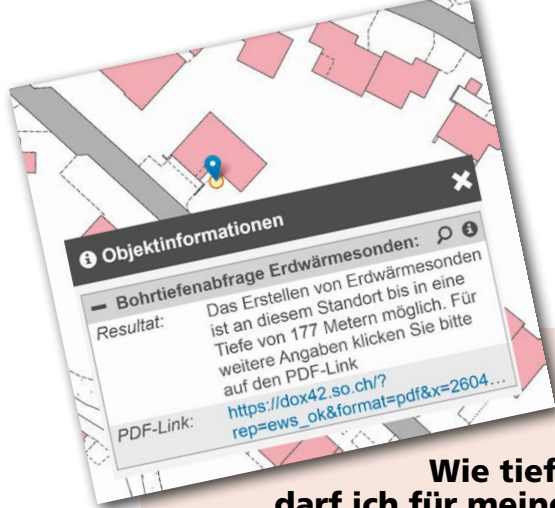 Objektinformationen
Bohrtiefenabfrage Erdwärmesonden:
Resultat: Das Erstellen von Erdwärmesonden
ist an diesem Standort bis in eine
Tiefe von 177 Metern möglich. Für
weitere Angaben klicken Sie bitte
auf den PDF-Link
PDF-Link: https://dox42.so.ch/?
rep=ews_ok&format=pdf&x=2604...
Wie tief
darf ich für meine